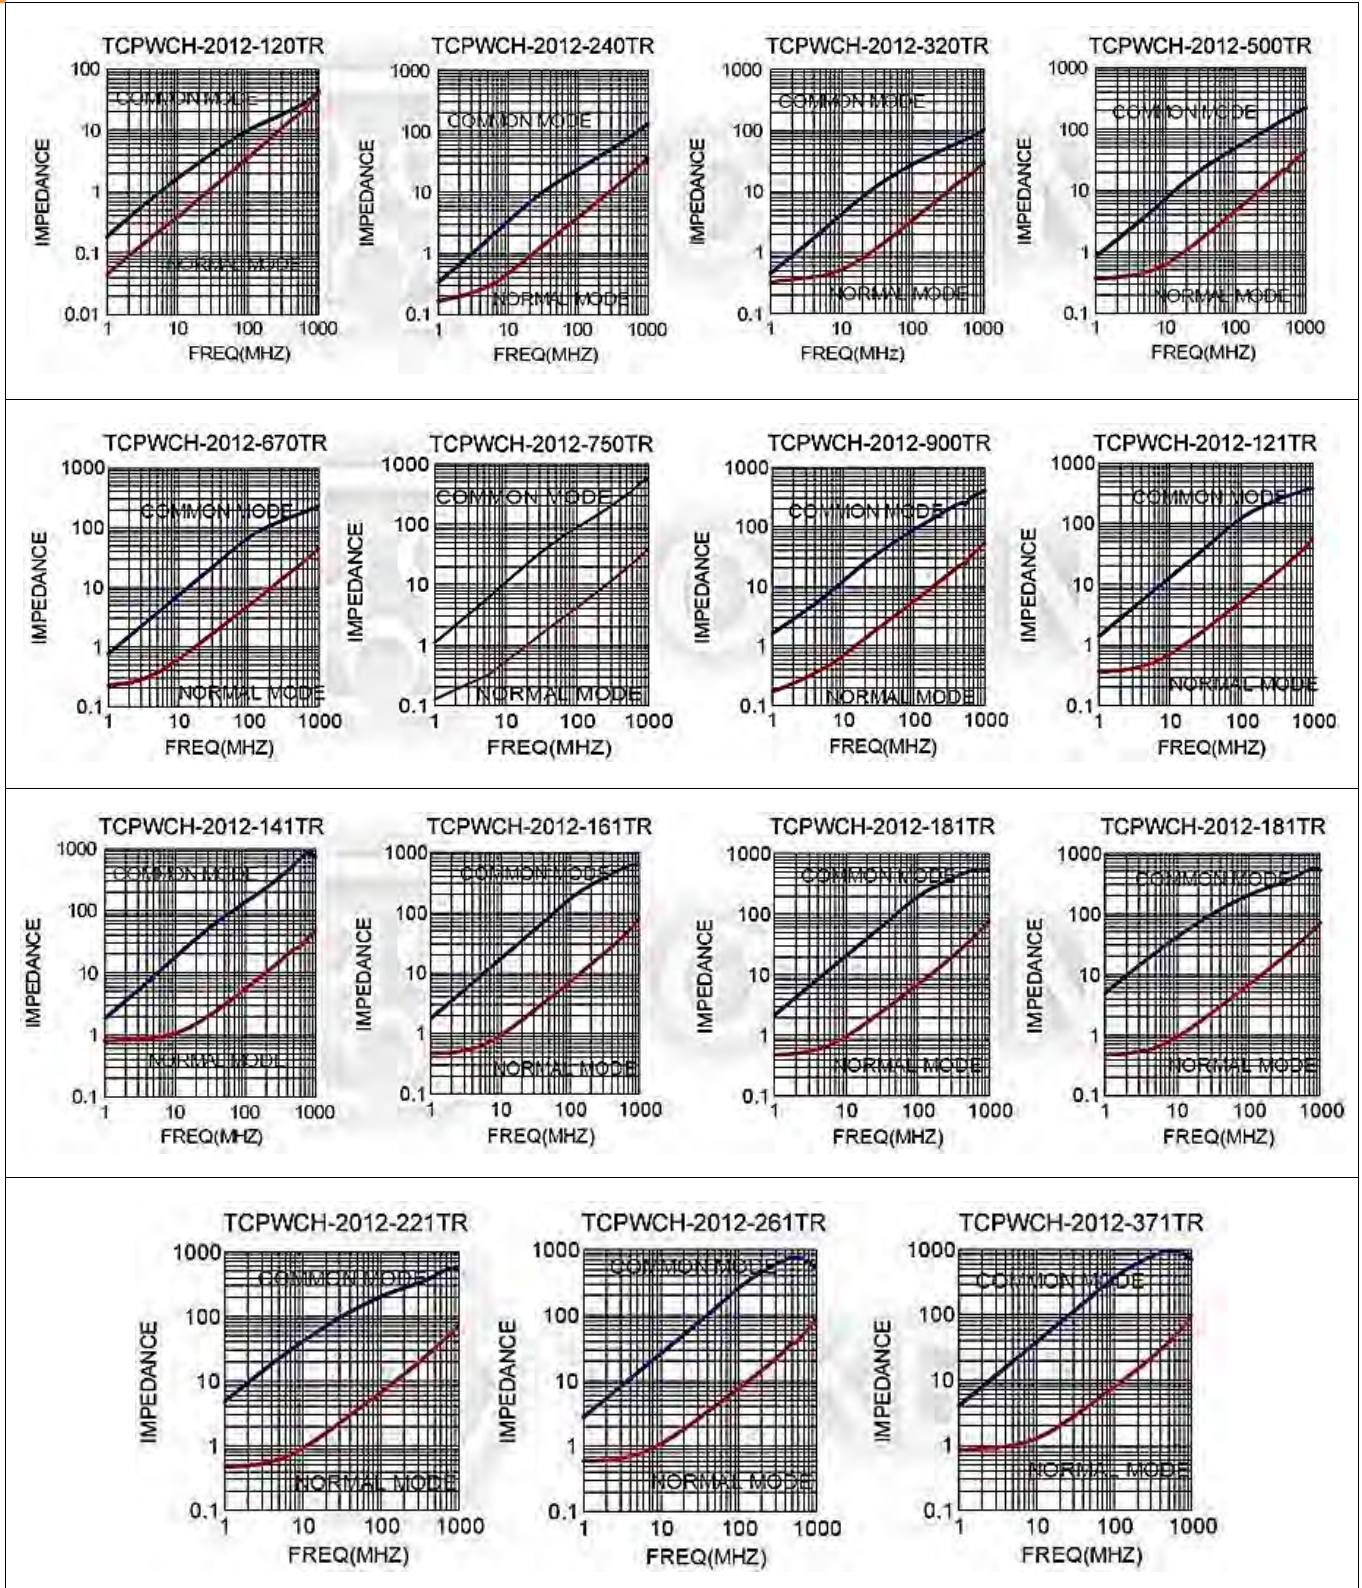 TCPWCH-2012-120TR
100
COMMON MODE
10
1
0.1
NORMAL MODE
0.01
1 10 100 1000
IMPEDANCE
FREQ(MHZ)
TCPWCH-2012-240TR
1000
COMMON MODE
100
10
1
NORMAL MODE
0.1
1 10 100 1000
IMPEDANCE
FREQ(MHZ)
TCPWCH-2012-320TR
1000
COMMON MODE
100
10
1
NORMAL MODE
0.1
1 10 100 1000
IMPEDANCE
FREQ(MHz)
TCPWCH-2012-500TR
1000
COMMON MODE
100
10
1
NORMAL MODE
0.1
1 10 100 1000
IMPEDANCE
FREQ(MHZ)
TCPWCH-2012-670TR
1000
COMMON MODE
100
10
1
NORMAL MODE
0.1
1 10 100 1000
IMPEDANCE
FREQ(MHZ)
TCPWCH-2012-750TR
1000
COMMON MODE
100
10
1
NORMAL MODE
0.1
1 10 100 1000
IMPEDANCE
FREQ(MHZ)
TCPWCH-2012-900TR
1000
COMMON MODE
100
10
1
NORMAL MODE
0.1
1 10 100 1000
IMPEDANCE
FREQ(MHZ)
TCPWCH-2012-121TR
1000
COMMON MODE
100
10
1
NORMAL MODE
0.1
1 10 100 1000
IMPEDANCE
FREQ(MHZ)
TCPWCH-2012-141TR
1000
COMMON MODE
100
10
1
NORMAL MODE
0.1
1 10 100 1000
IMPEDANCE
FREQ(MHZ)
TCPWCH-2012-161TR
1000
COMMON MODE
100
10
1
NORMAL MODE
0.1
1 10 100 1000
IMPEDANCE
FREQ(MHZ)
TCPWCH-2012-181TR
1000
COMMON MODE
100
10
1
NORMAL MODE
0.1
1 10 100 1000
IMPEDANCE
FREQ(MHZ)
TCPWCH-2012-181TR
1000
COMMON MODE
100
10
1
NORMAL MODE
0.1
1 10 100 1000
IMPEDANCE
FREQ(MHZ)
TCPWCH-2012-221TR
1000
COMMON MODE
100
10
1
NORMAL MODE
0.1
1 10 100 1000
IMPEDANCE
FREQ(MHZ)
TCPWCH-2012-261TR
1000
COMMON MODE
100
10
1
NORMAL MODE
0.1
1 10 100 1000
IMPEDANCE
FREQ(MHZ)
TCPWCH-2012-371TR
1000
COMMON MODE
100
10
1
NORMAL MODE
0.1
1 10 100 1000
IMPEDANCE
FREQ(MHZ)